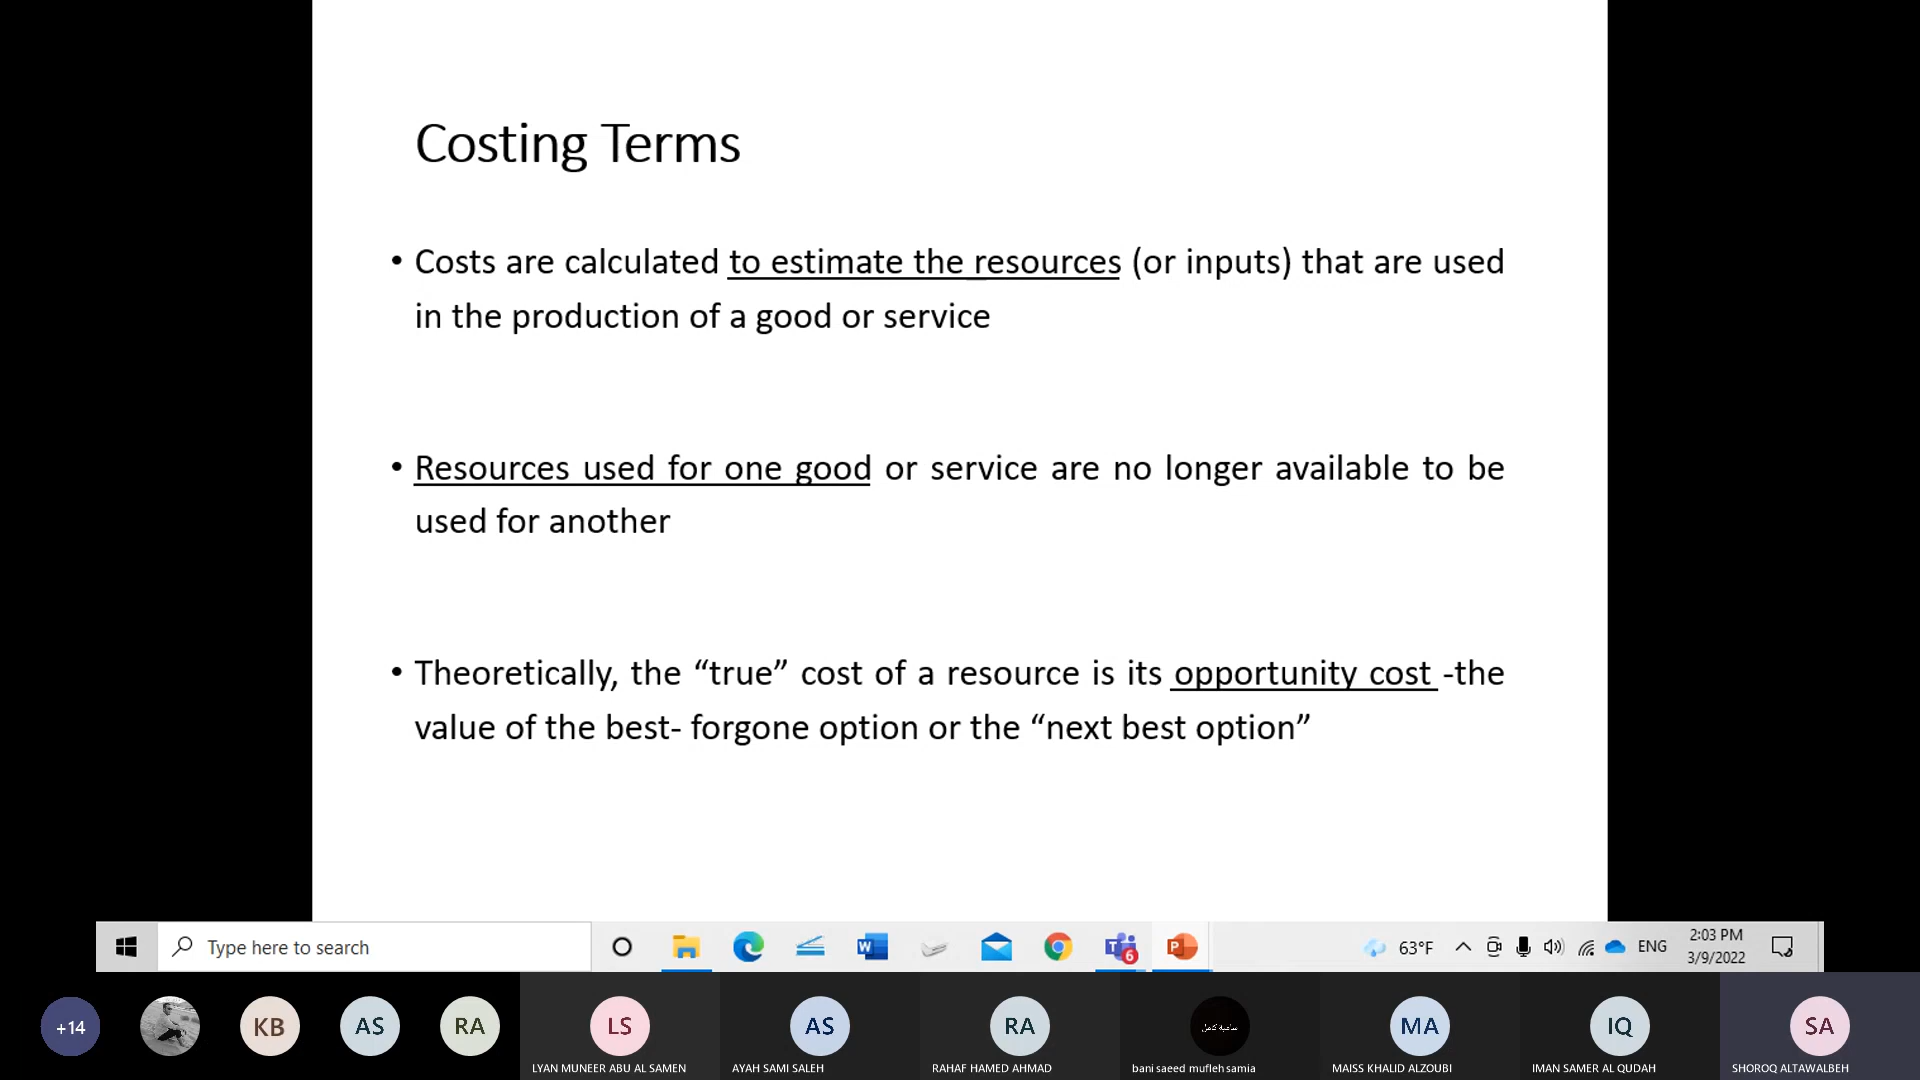 Costing Terms
• Costs are calculated to estimate the resources (or inputs) that are used
in the production of a good or service
• Resources used for one good or service are no longer available to be
used for another
• Theoretically, the “true” cost of a resource is its opportunity cost -the
value of the best- forgone option or the “next best option”
Type here to search
6
63°F
ENG
2:03 PM
3/9/2022
+14
KB
AS
RA
LS
AS
RA
MA
IQ
SA
LYAN MUNEER ABU AL SAMEN
AYAH SAMI SALEH
RAHAF HAMED AHMAD
bani saeed mufleh samia
MAISS KHALID ALZOUBI
IMAN SAMER AL QUDAH
SHOROQ ALTAWALBEH